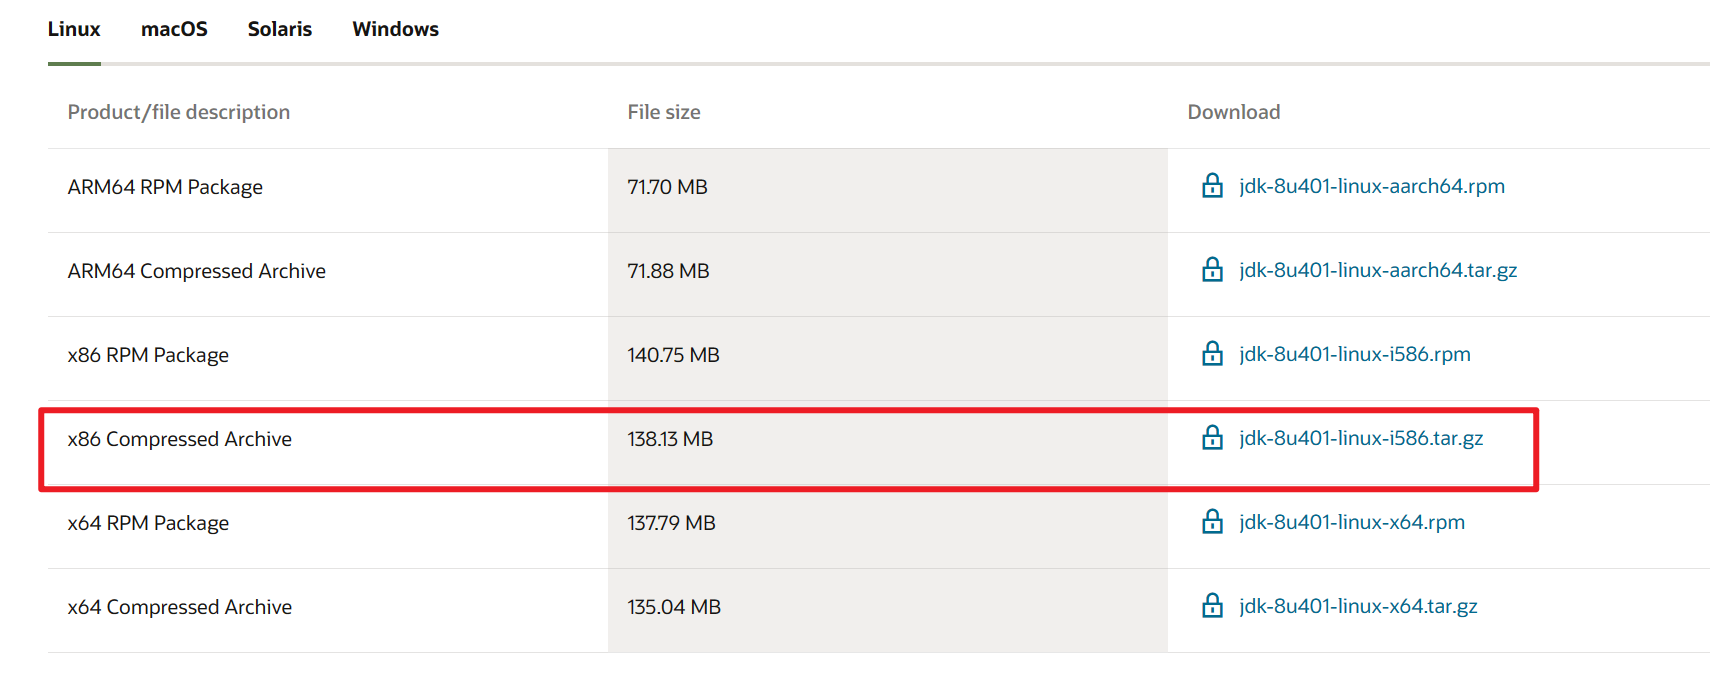 Linux macOS Solaris Windows
Product/file description File size Download
ARM64 RPM Package 71.70 MB jdk-8u401-linux-aarch64.rpm
ARM64 Compressed Archive 71.88 MB jdk-8u401-linux-aarch64.tar.gz
x86 RPM Package 140.75 MB jdk-8u401-linux-i586.rpm
x86 Compressed Archive 138.13 MB jdk-8u401-linux-i586.tar.gz
x64 RPM Package 137.79 MB jdk-8u401-linux-x64.rpm
x64 Compressed Archive 135.04 MB jdk-8u401-linux-x64.tar.gz